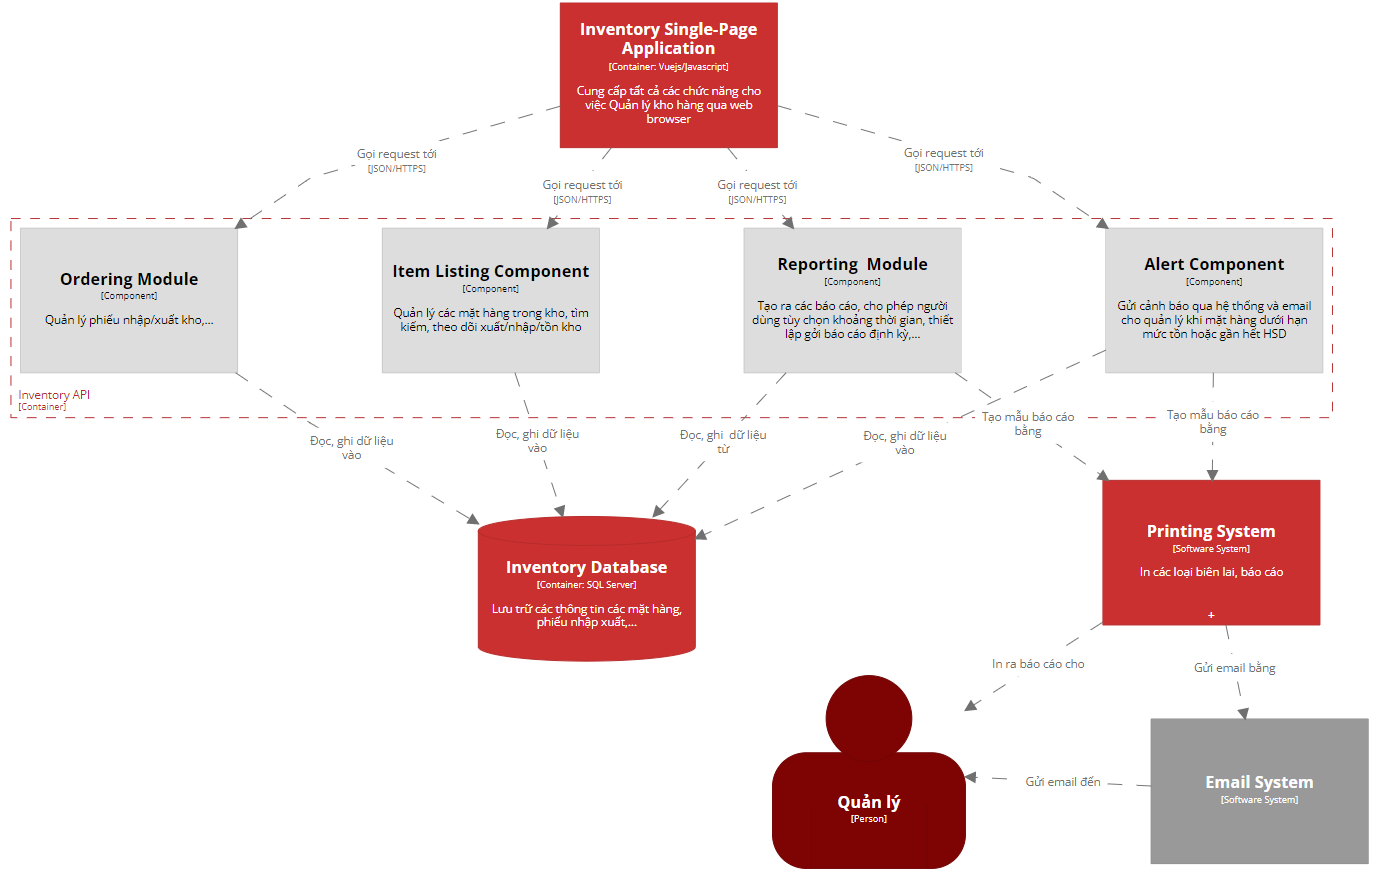 Inventory Single-Page
Application
[Container: Vuejs/Javascript]
Cung cấp tất cả các chức năng cho
việc Quản lý kho hàng qua web
browser
Gọi request tới
[JSON/HTTPS]
Gọi request tới
[JSON/HTTPS]
Gọi request tới
[JSON/HTTPS]
Gọi request tới
[JSON/HTTPS]
Ordering Module
[Component]
Quản lý phiếu nhập/xuất kho,...
Item Listing Component
[Component]
Quản lý các mặt hàng trong kho, tìm
kiếm, theo dõi xuất/nhập/tồn kho
Reporting  Module
[Component]
Tạo ra các báo cáo, cho phép người
dùng tùy chọn khoảng thời gian, thiết
lập gởi báo cáo định kỳ,...
Alert Component
[Component]
Gửi cảnh báo qua hệ thống và email
cho quản lý khi mặt hàng dưới hạn
mức tồn hoặc gần hết HSD
Inventory API
[Container]
Đọc, ghi dữ liệu
vào
Đọc, ghi dữ liệu
vào
Đọc, ghi  dữ liệu
từ
Đọc, ghi dữ liệu
vào
Tạo mẫu báo cáo
bằng
Tạo mẫu báo cáo
bằng
Inventory Database
[Container: SQL Server]
Lưu trữ các thông tin các mặt hàng,
phiếu nhập xuất,...
Printing System
[Software System]
In các loại biên lai, báo cáo
+
In ra báo cáo cho
Gửi email bằng
Quản lý
[Person]
Gửi email đến
Email System
[Software System]